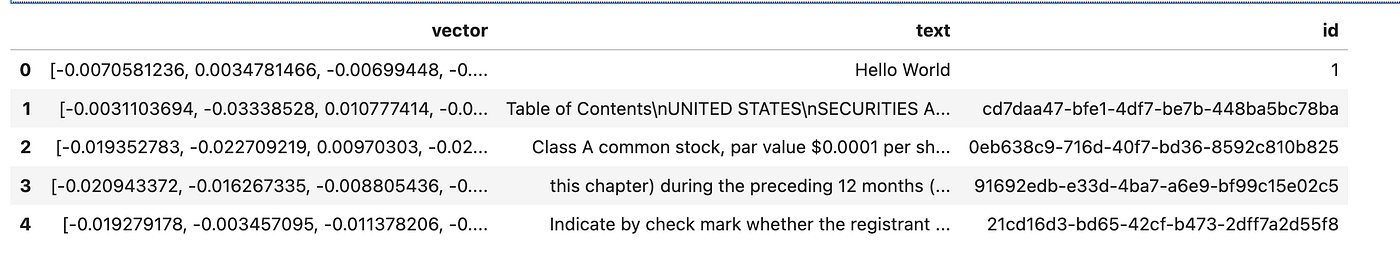 vector text id
0 [-0.0070581236, 0.0034781466, -0.00699448, -0.... Hello World 1
1 [-0.0031103694, -0.03338528, 0.010777414, -0.0... Table of Contents\nUNITED STATES\nSECURITIES A... cd7daa47-bfe1-4df7-be7b-448ba5bc78ba
2 [-0.019352783, -0.022709219, 0.00970303, -0.02... Class A common stock, par value $0.0001 per sh... 0eb638c9-716d-40f7-bd36-8592c810b825
3 [-0.020943372, -0.016267335, -0.008805436, -0.... this chapter) during the preceding 12 months (... 91692edb-e33d-4ba7-a6e9-bf99c15e02c5
4 [-0.019279178, -0.003457095, -0.011378206, -0.... Indicate by check mark whether the registrant ... 21cd16d3-bd65-42cf-b473-2dff7a2d55f8